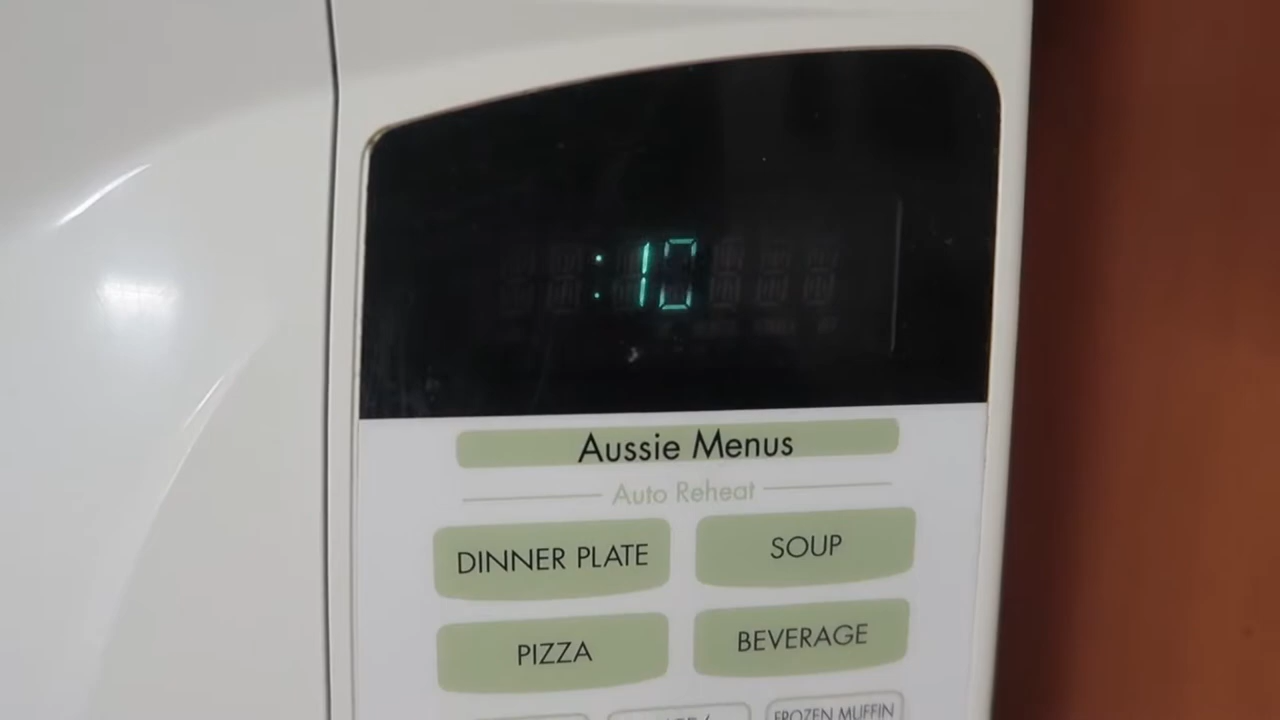 :10
Aussie Menus
Auto Reheat
DINNER PLATE
SOUP
PIZZA
BEVERAGE
FROZEN MUFFIN